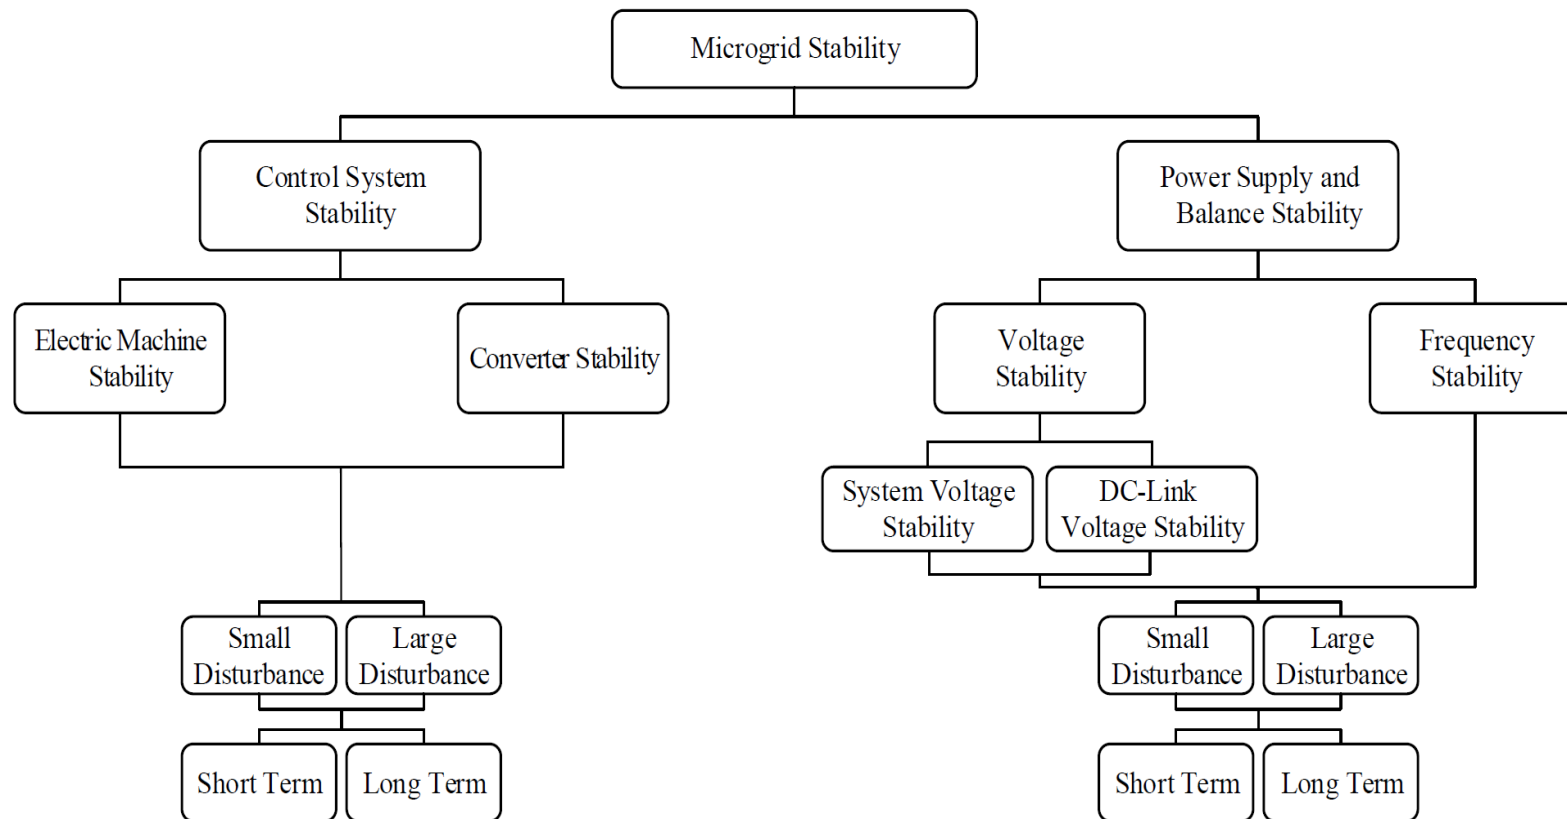 Microgrid Stability
Control System
Stability
Power Supply and
Balance Stability
Electric Machine
Stability
Converter Stability
Voltage
Stability
Frequency
Stability
System Voltage
Stability
DC-Link
Voltage Stability
Small
Disturbance
Large
Disturbance
Small
Disturbance
Large
Disturbance
Short Term
Long Term
Short Term
Long Term